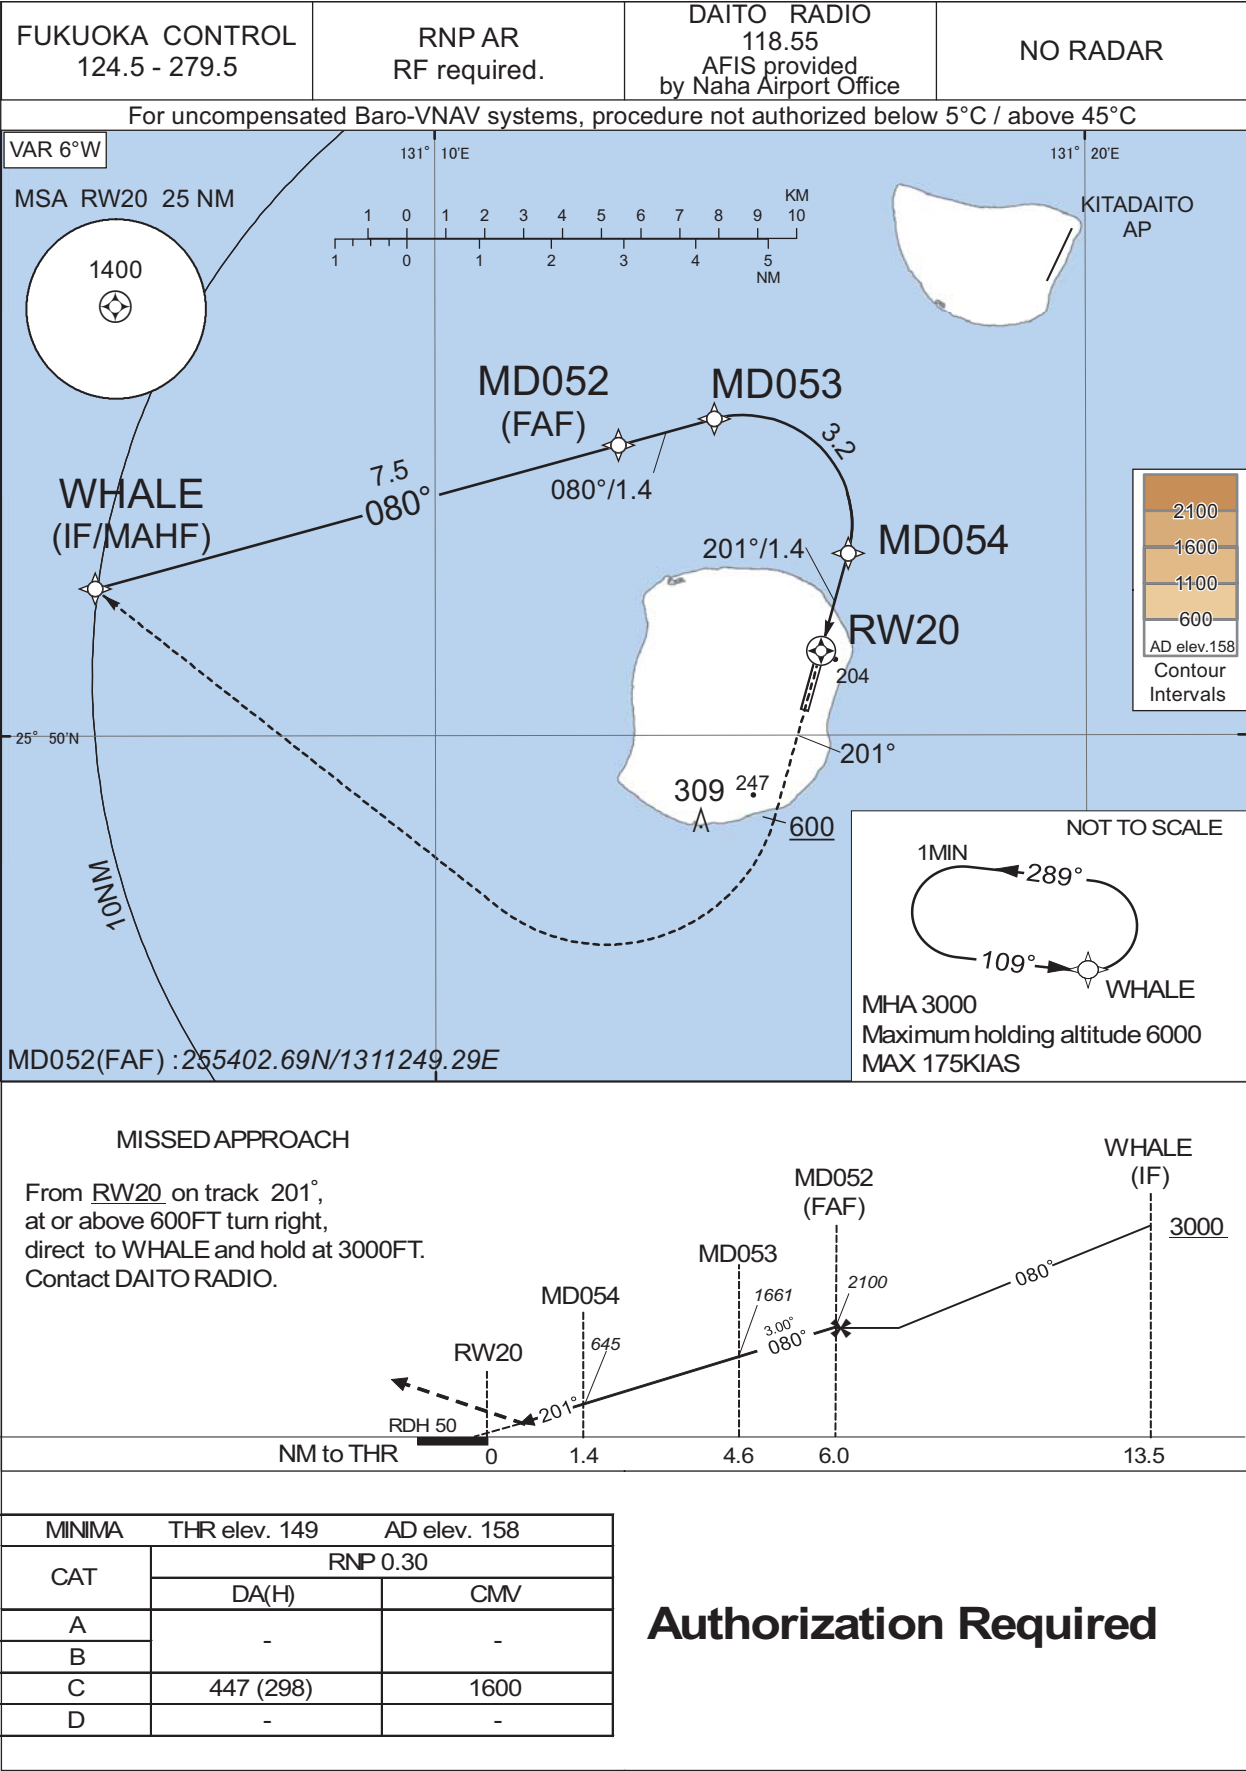 FUKUOKA CONTROL
124.5 - 279.5
RNP AR
RF required.
DAITO RADIO
118.55
AFIS provided
by Naha Airport Office
NO RADAR
For uncompensated Baro-VNAV systems, procedure not authorized below 5°C / above 45°C
VAR 6°W
131° 10'E
131° 20'E
MSA RW20 25 NM
1400
KM
1 0 1 2 3 4 5 6 7 8 9 10
1 0 1 2 3 4 5
NM
KITADAITO
AP
MD052
(FAF)
MD053
3.2
7.5
080°
080°/1.4
WHALE
(IF/MAHF)
201°/1.4
MD054
RW20
204
2100
1600
1100
600
AD elev.158
Contour
Intervals
25° 50'N
201°
309
247
600
10NM
NOT TO SCALE
1MIN
289°
109°
WHALE
MHA 3000
Maximum holding altitude 6000
MAX 175KIAS
MD052(FAF) :255402.69N/1311249.29E
MISSED APPROACH
From RW20 on track 201°,
at or above 600FT turn right,
direct to WHALE and hold at 3000FT.
Contact DAITO RADIO.
WHALE
(IF)
3000
080°
MD052
(FAF)
2100
MD053
1661
3.00°
080°
MD054
645
201°
RW20
RDH 50
NM to THR
0
1.4
4.6
6.0
13.5
MINIMA THR elev. 149 AD elev. 158
CAT
RNP 0.30
DA(H) CMV
A
B
- -
C 447 (298) 1600
D - -
Authorization Required